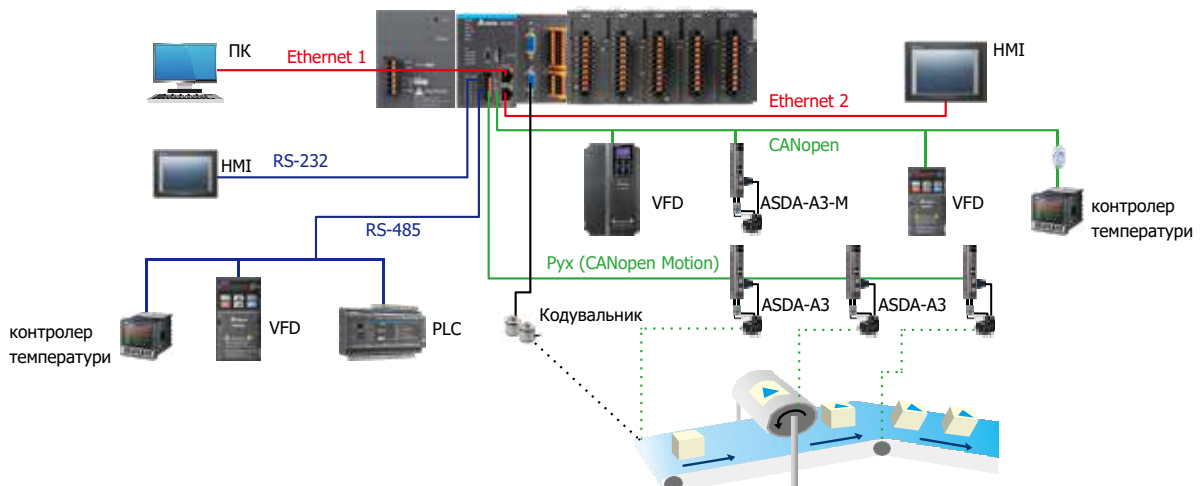 ПК
Ethernet 1
HMI
Ethernet 2
CANopen
HMI
RS-232
VFD
ASDA-A3-M
VFD
контролер
температури
RS-485
Рух (CANopen Motion)
ASDA-A3
ASDA-A3
Кодувальник
контролер
температури
VFD
PLC